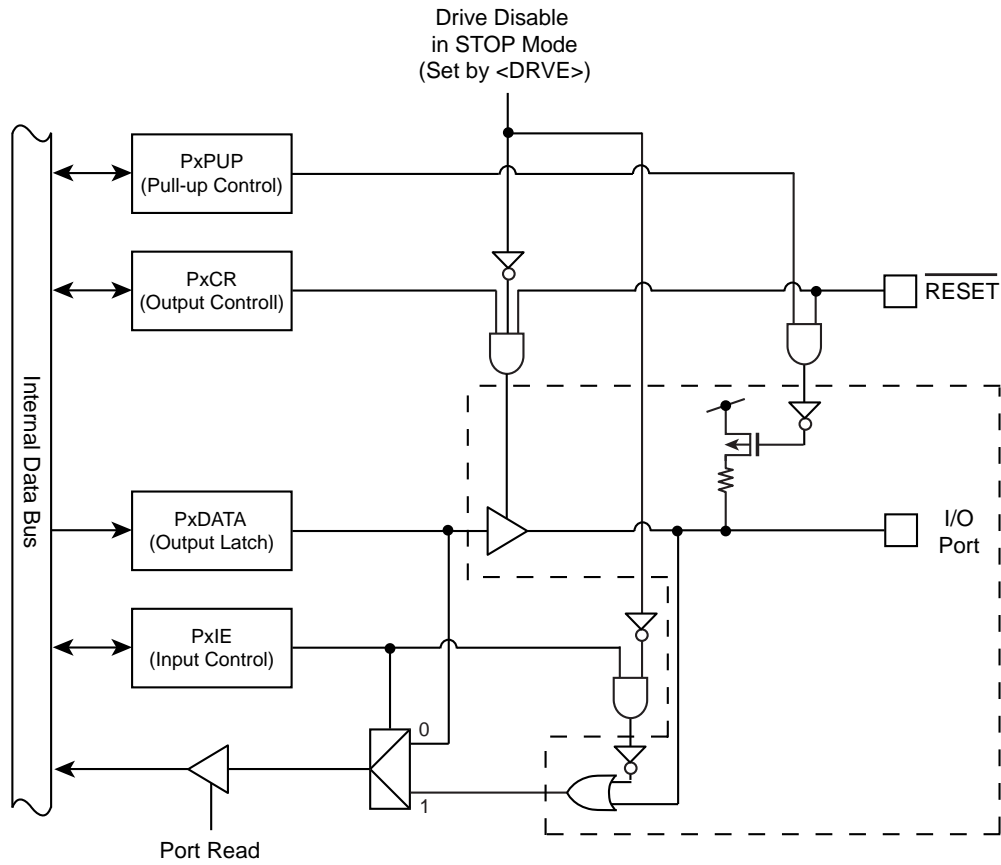 Drive Disable
in STOP Mode
(Set by <DRVE>)
PxPUP
(Pull-up Control)
PxCR
(Output Controll)
RESET
Internal Data Bus
PxDATA
(Output Latch)
I/O
Port
PxIE
(Input Control)
0
1
Port Read